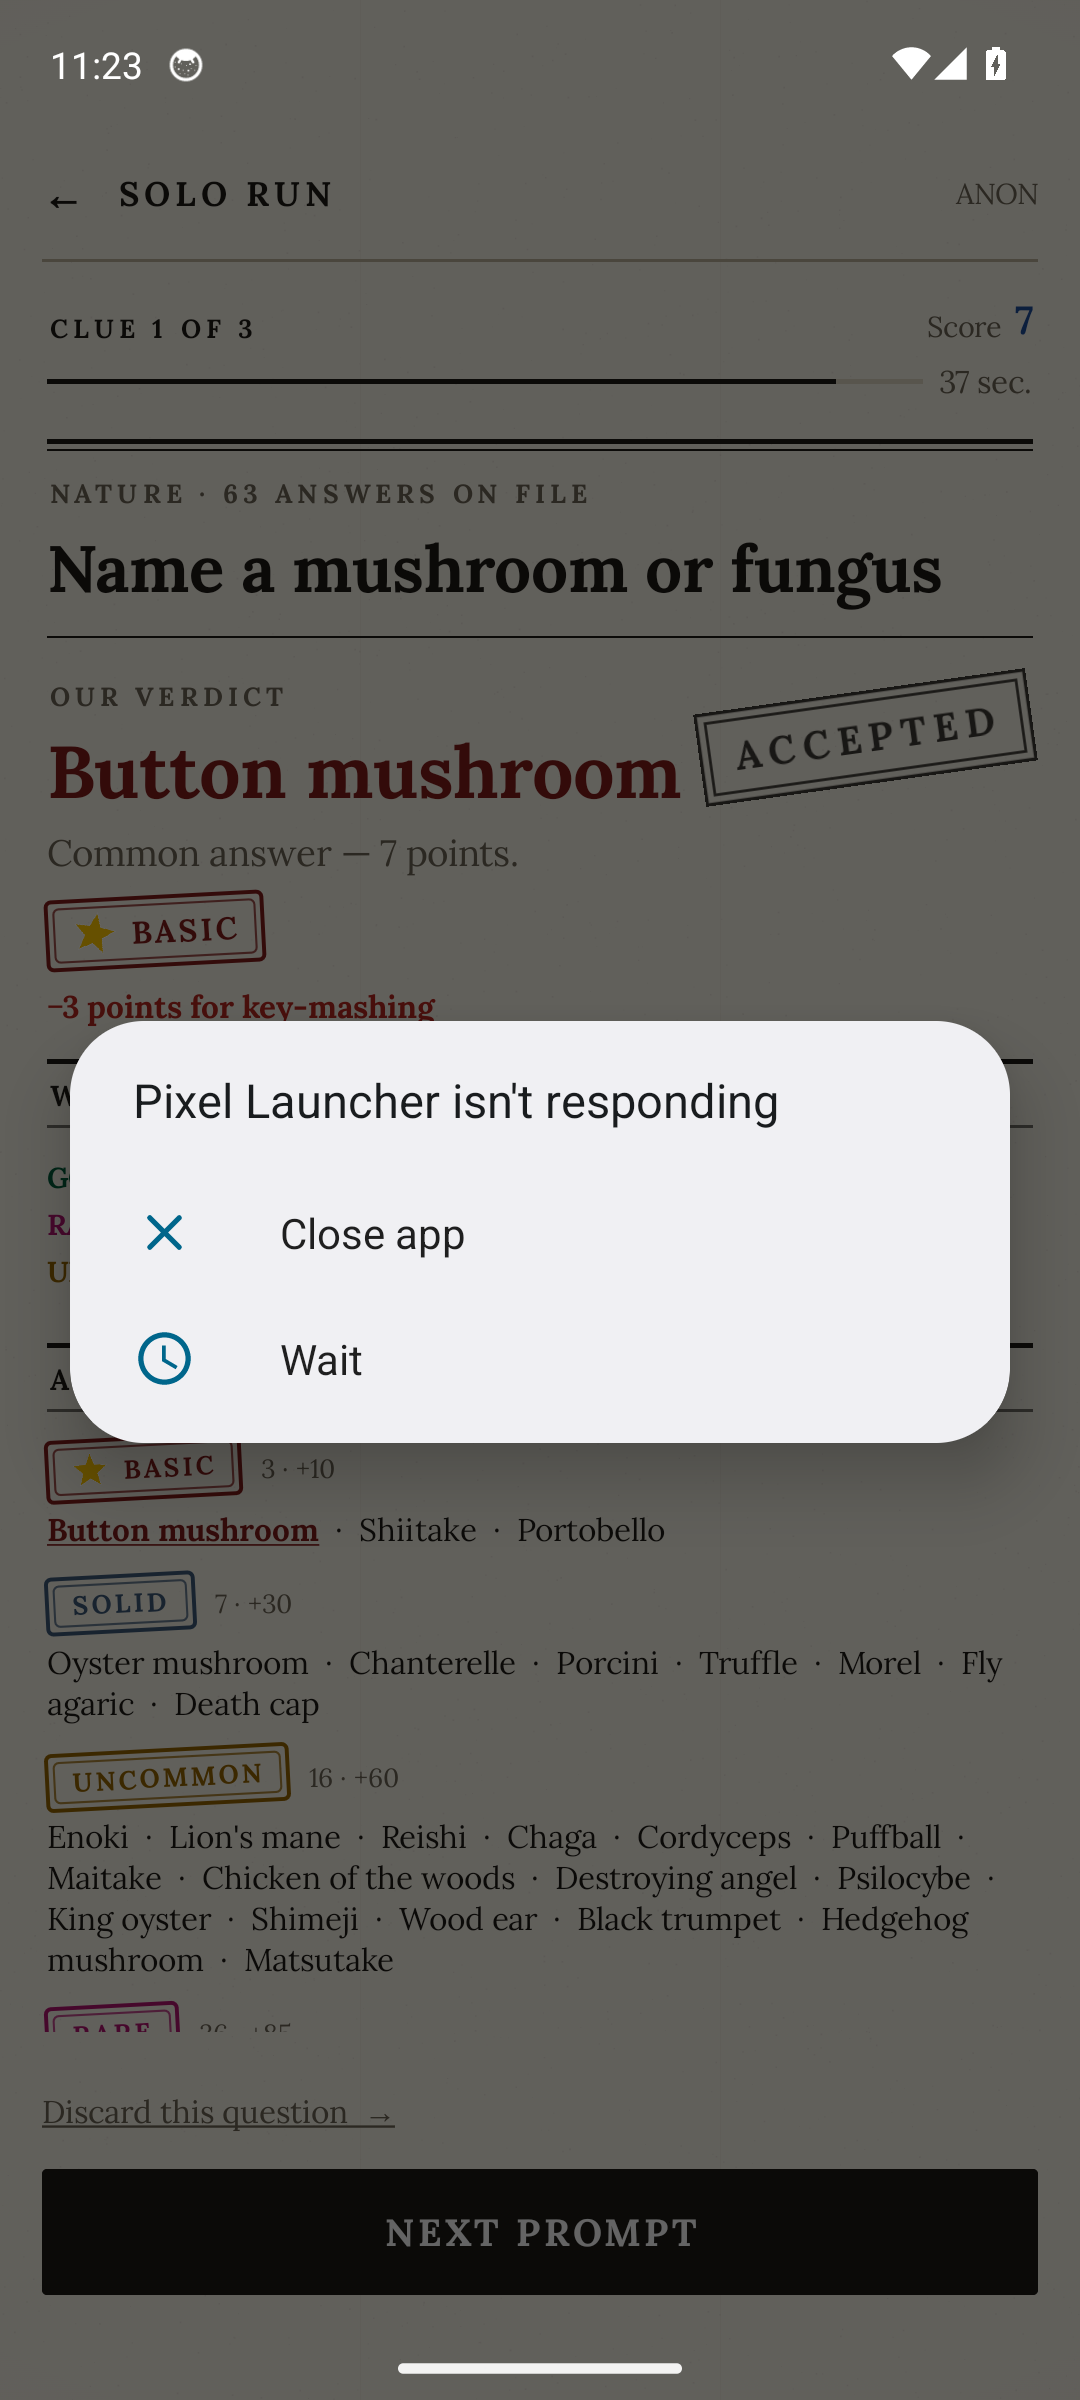 11:23
← SOLO RUN ANON
CLUE 1 OF 3 Score 7
37 sec.
NATURE · 63 ANSWERS ON FILE
Name a mushroom or fungus
OUR VERDICT
ACCEPTED
Button mushroom
Common answer — 7 points.
BASIC
−3 points for key-mashing
Pixel Launcher isn't responding
Close app
Wait
BASIC 3 · +10
Button mushroom · Shiitake · Portobello
SOLID 7 · +30
Oyster mushroom · Chanterelle · Porcini · Truffle · Morel · Fly
agaric · Death cap
UNCOMMON 16 · +60
Enoki · Lion's mane · Reishi · Chaga · Cordyceps · Puffball ·
Maitake · Chicken of the woods · Destroying angel · Psilocybe ·
King oyster · Shimeji · Wood ear · Black trumpet · Hedgehog
mushroom · Matsutake
RARE
Discard this question →
NEXT PROMPT